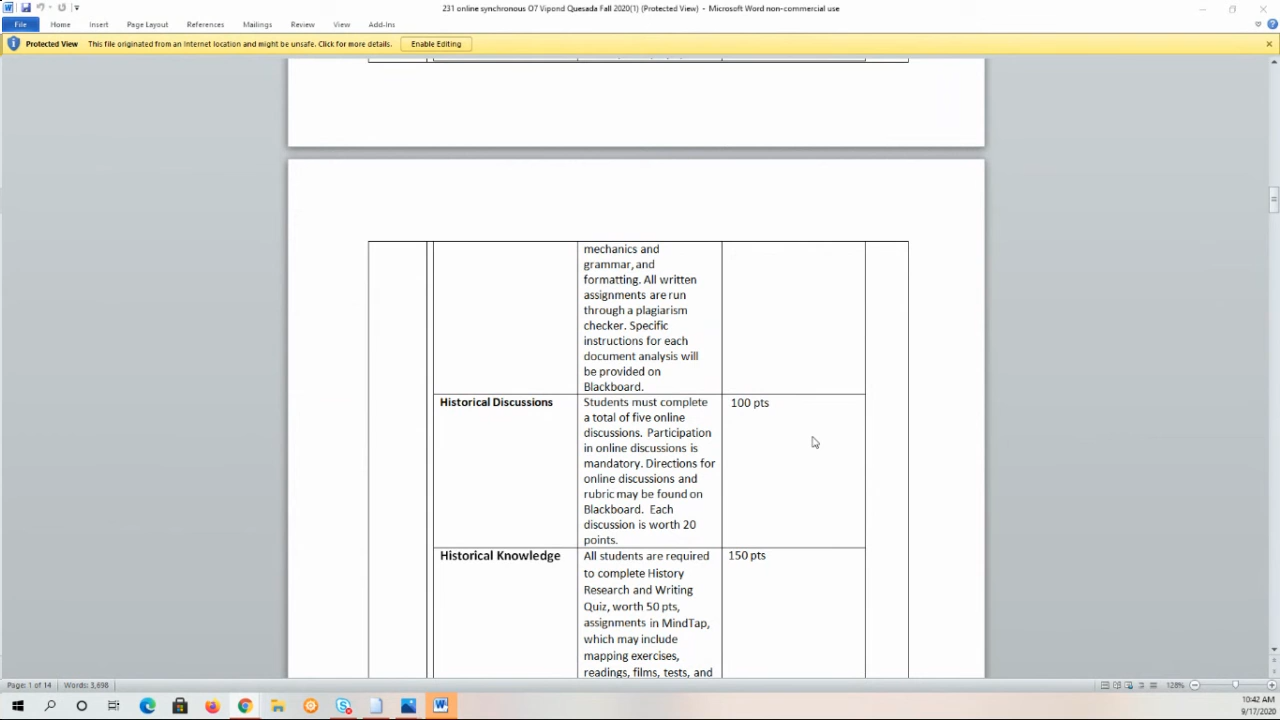 231 online synchronous O7 Vipond Quesada Fall 2020(1) (Protected View) - Microsoft Word non-commercial use
File Home Insert Page Layout References Mailings Review View Add-Ins
Protected View This file originated from an Internet location and might be unsafe. Click for more details. Enable Editing
mechanics and
grammar, and
formatting. All written
assignments are run
through a plagiarism
checker. Specific
instructions for each
document analysis will
be provided on
Blackboard.
Historical Discussions
Students must complete
a total of five online
discussions. Participation
in online discussions is
mandatory. Directions for
online discussions and
rubric may be found on
Blackboard. Each
discussion is worth 20
points.
100 pts
Historical Knowledge
All students are required
to complete History
Research and Writing
Quiz, worth 50 pts,
assignments in MindTap,
which may include
mapping exercises,
readings, films, tests, and
150 pts
Page: 1 of 14 Words: 3,698 128%
10:42 AM
9/17/2020